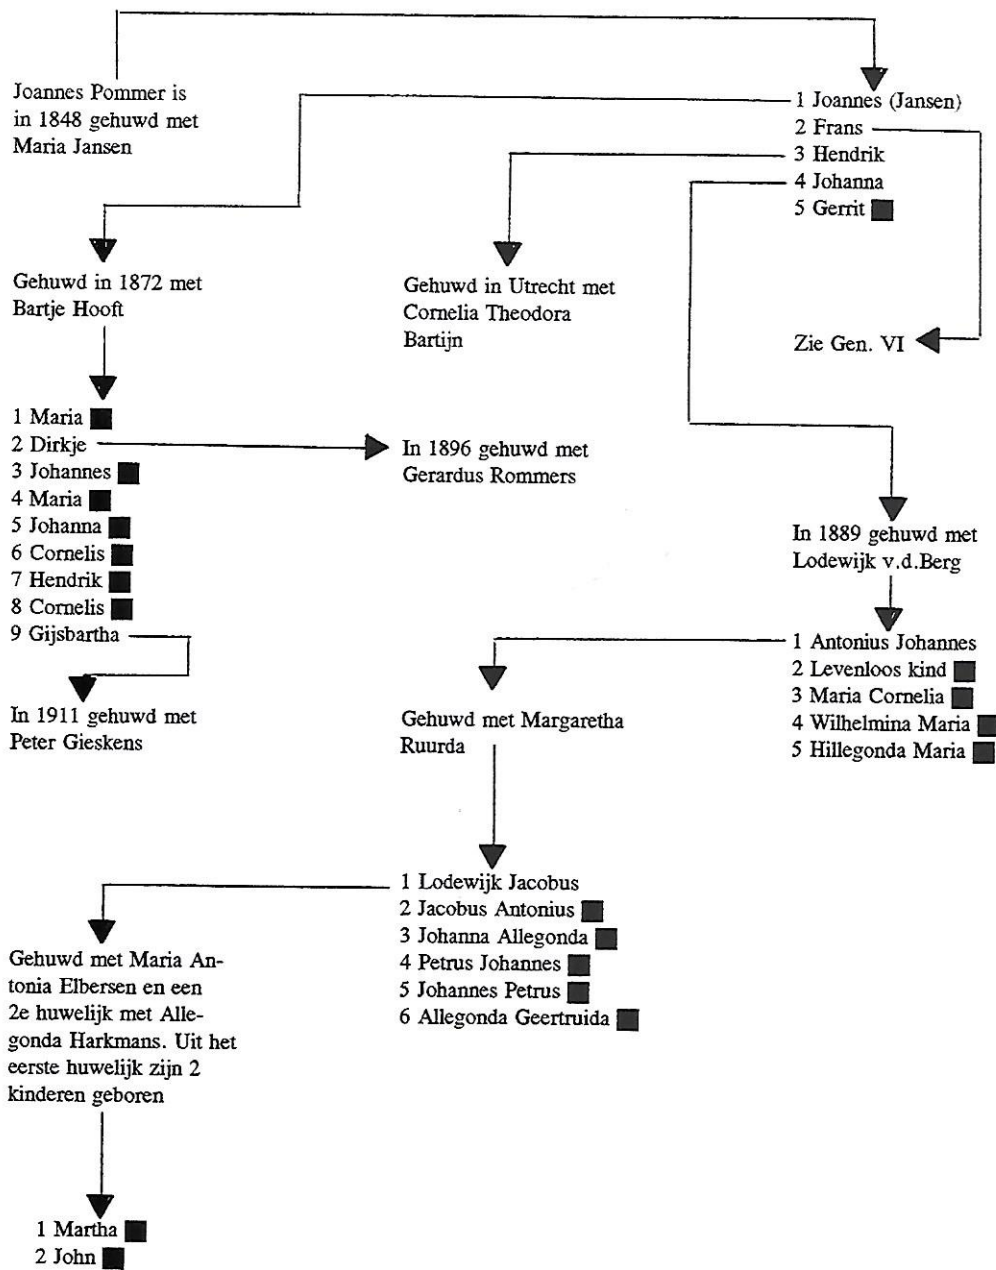 Joannes Pommer is
in 1848 gehuwd met
Maria Jansen
1 Joannes (Jansen)
2 Frans
3 Hendrik
4 Johanna
5 Gerrit
Gehuwd in 1872 met
Bartje Hooft
Gehuwd in Utrecht met
Cornelia Theodora
Bartijn
Zie Gen. VI
1 Maria
2 Dirkje
3 Johannes
4 Maria
5 Johanna
6 Cornelis
7 Hendrik
8 Cornelis
9 Gijsbartha
In 1896 gehuwd met
Gerardus Rommers
In 1889 gehuwd met
Lodewijk v.d.Berg
1 Antonius Johannes
2 Levenloos kind
3 Maria Cornelia
4 Wilhelmina Maria
5 Hillegonda Maria
In 1911 gehuwd met
Peter Gieskens
Gehuwd met Margaretha
Ruurda
1 Lodewijk Jacobus
2 Jacobus Antonius
3 Johanna Allegonda
4 Petrus Johannes
5 Johannes Petrus
6 Allegonda Geertruida
Gehuwd met Maria An-
tonia Elbersen en een
2e huwelijk met Alle-
gonda Harkmans. Uit het
eerste huwelijk zijn 2
kinderen geboren
1 Martha
2 John